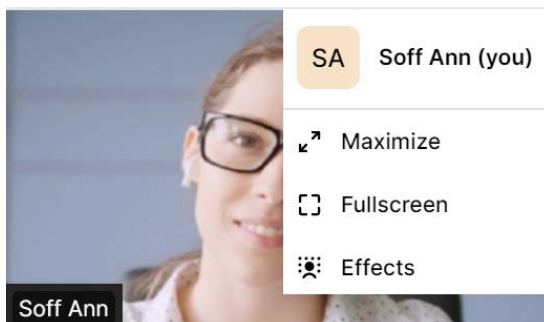 SA
Soff Ann (you)
Maximize
Fullscreen
Effects
Soff Ann